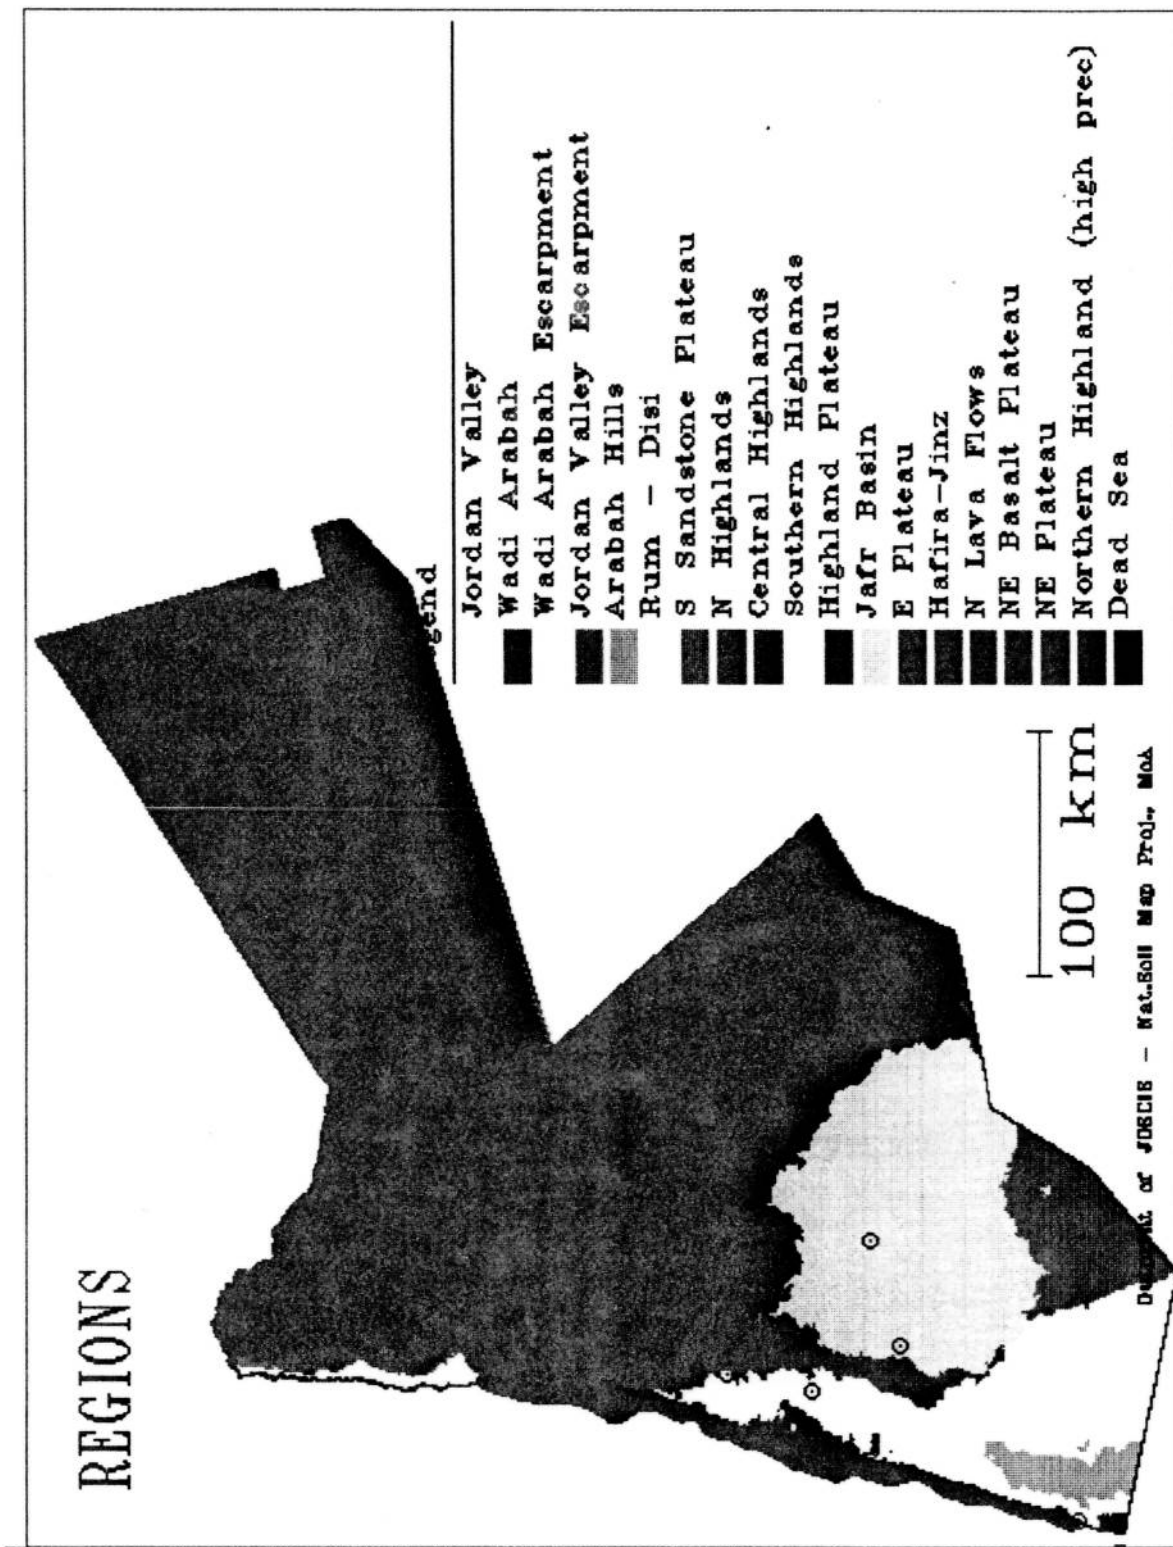 REGIONS
gend
Jordan Valley
Wadi Arabah
Wadi Arabah Escarpment
Jordan Valley Escarpment
Arabah Hills
Rum - Disi
S Sandstone Plateau
N Highlands
Central Highlands
Southern Highlands
Highland Plateau
Jafr Basin
E Plateau
Hafira-Jinz
N Lava Flows
NE Basalt Plateau
NE Plateau
Northern Highland (high prec)
Dead Sea
100 km
of JOSCIS - Nat.Soil Map Proj., MoA